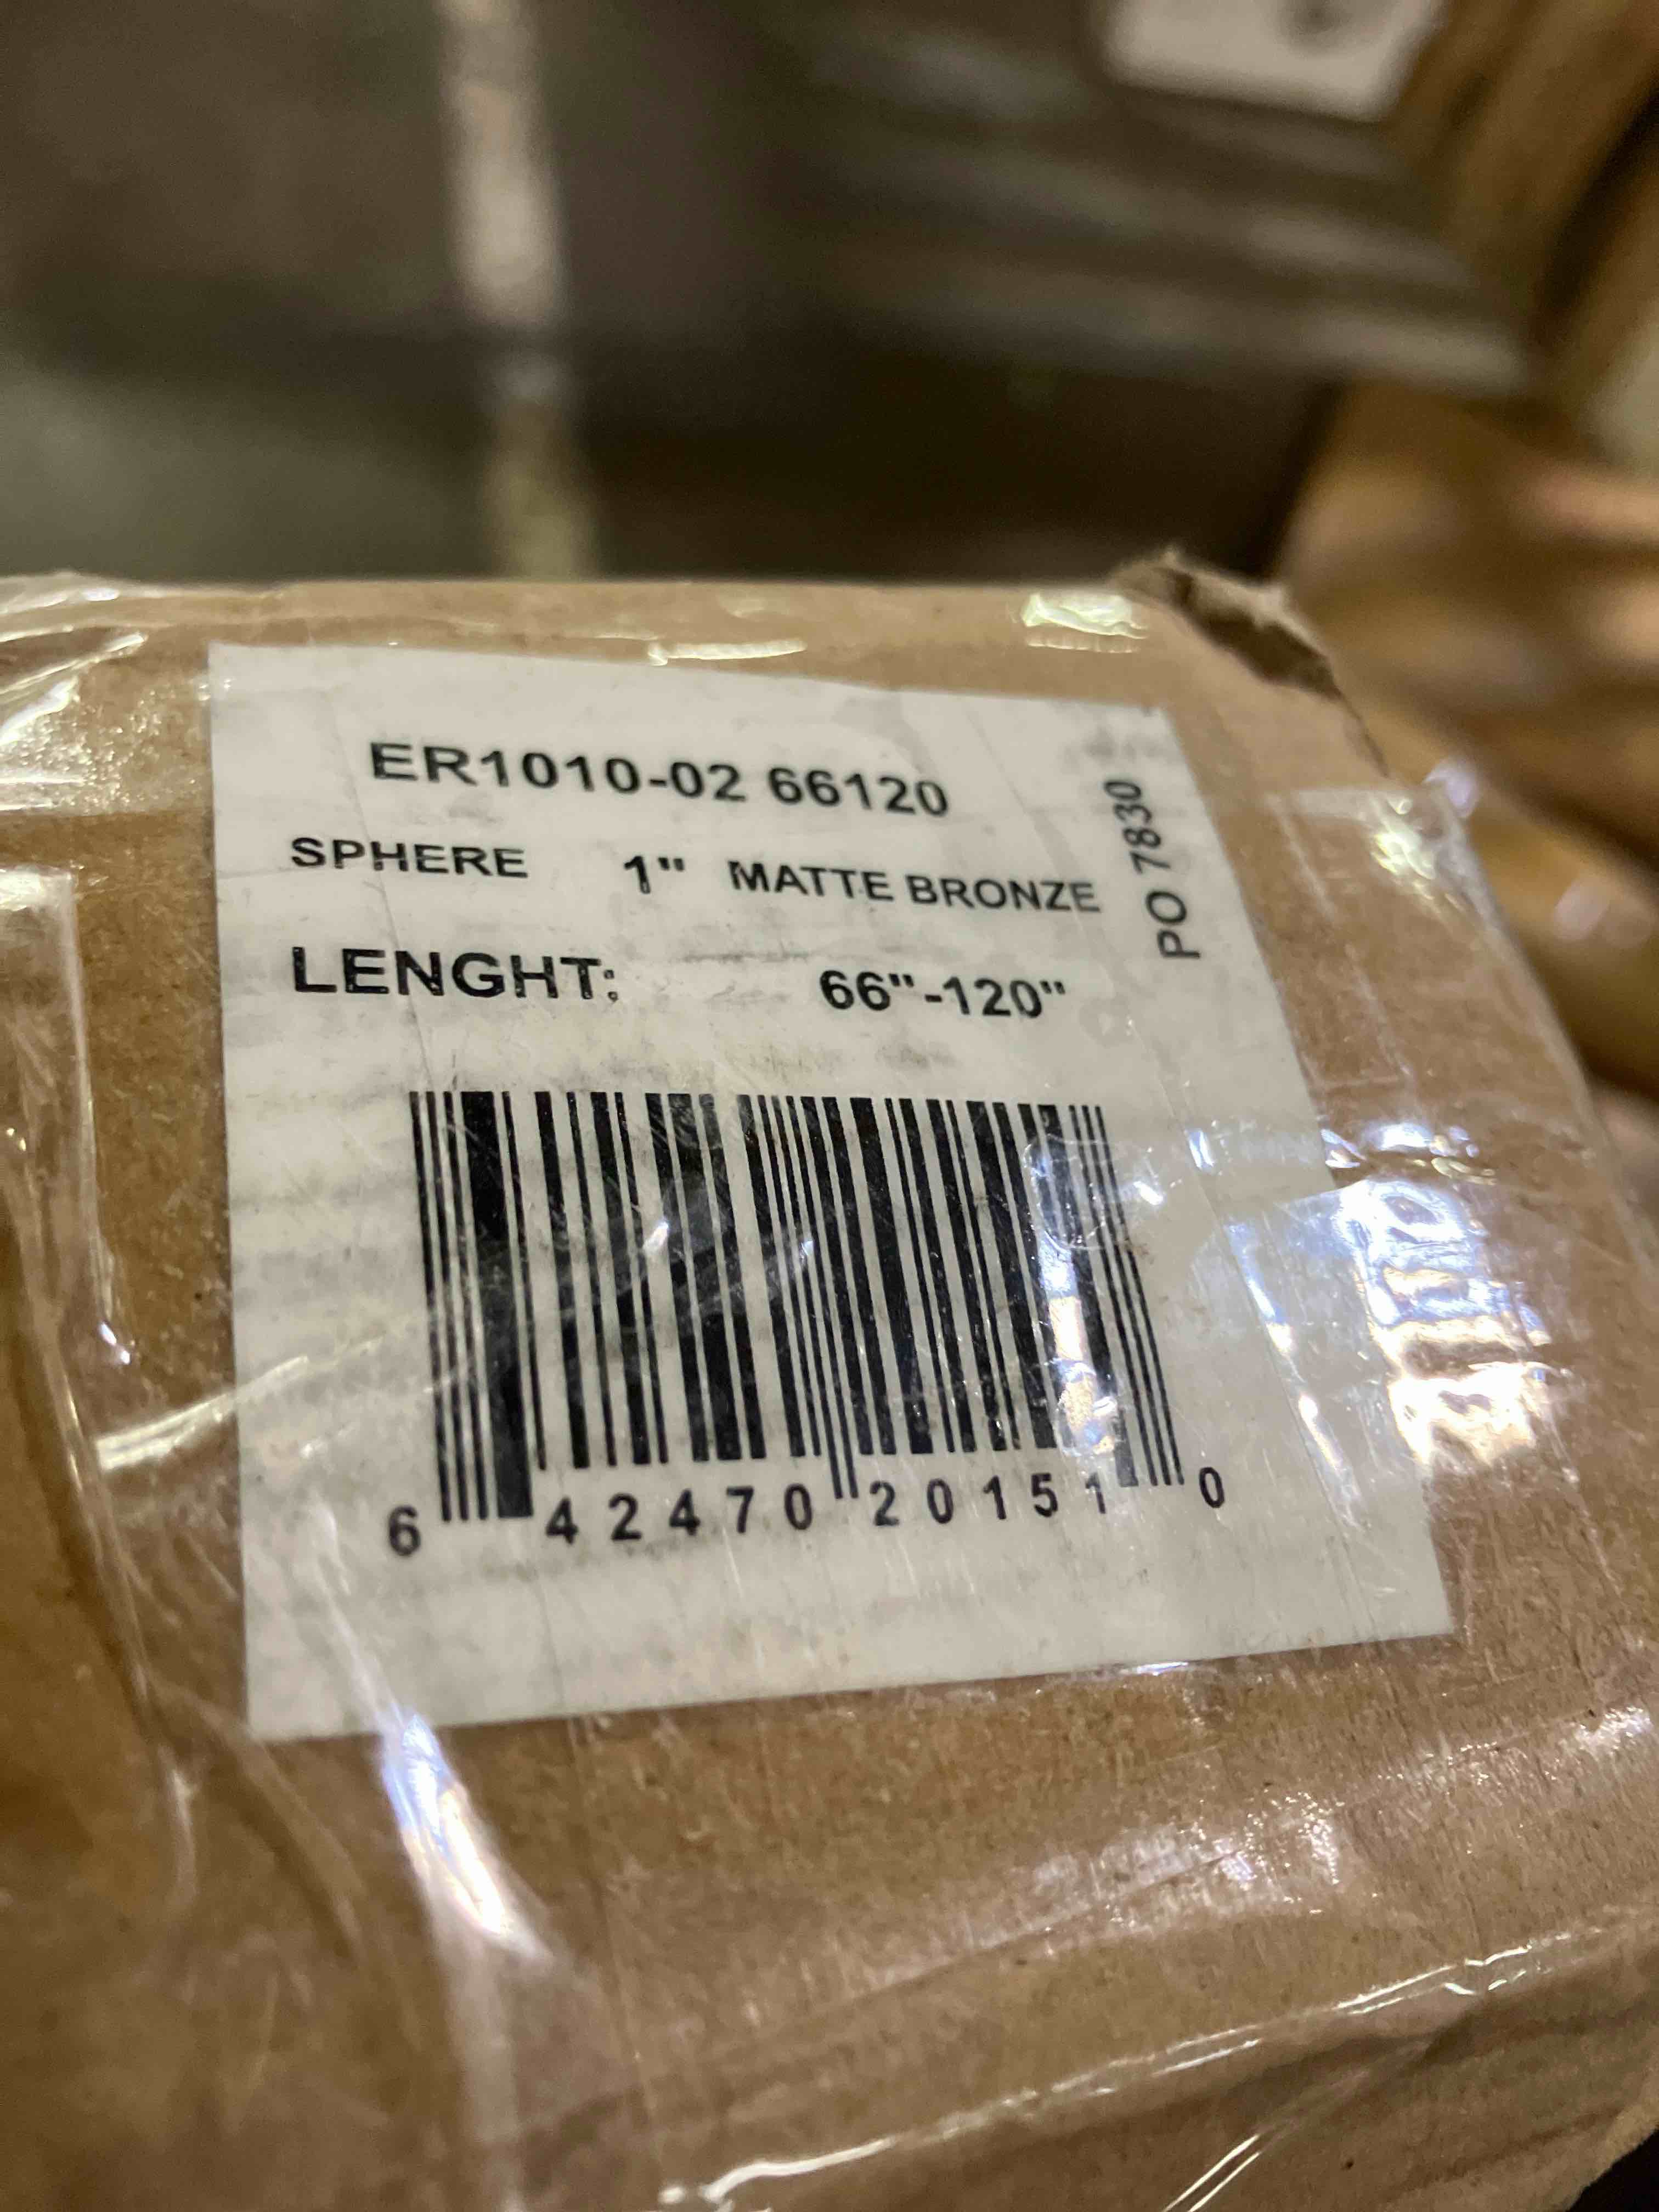 ER1010-02 66120
SPHERE 1" MATTE BRONZE
LENGHT: 66"-120"
PO 7830
6 42470 20151 0